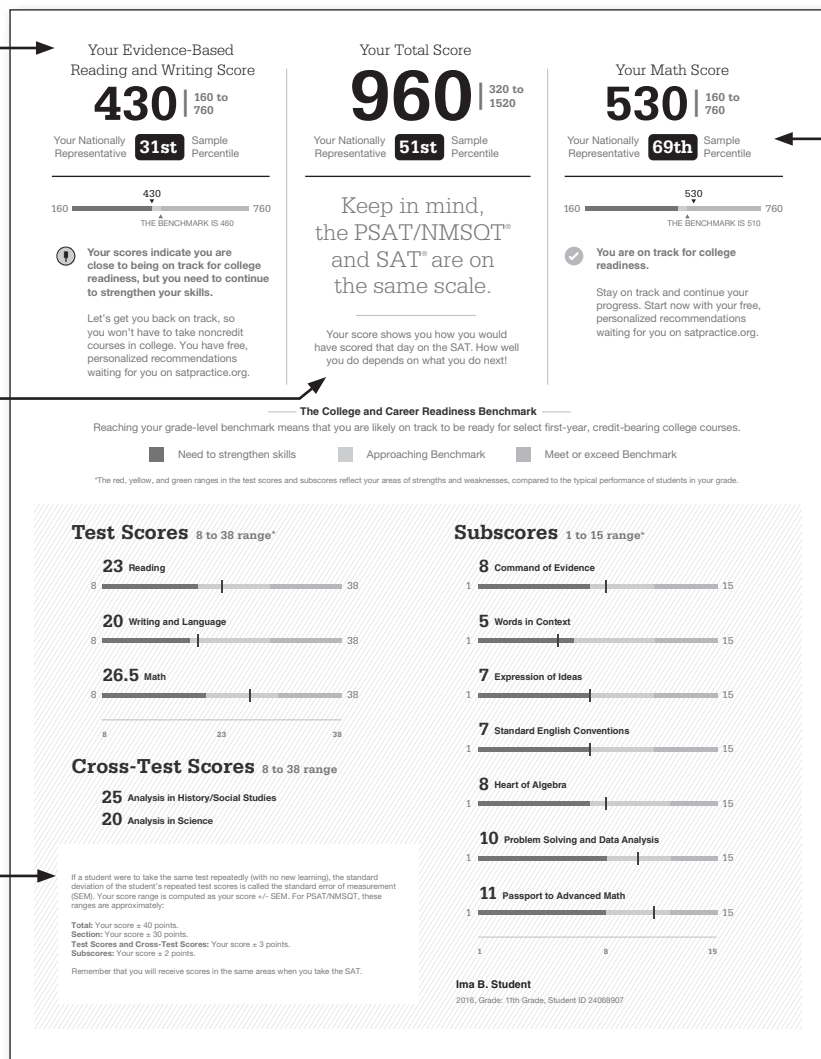 Your Evidence-Based
Reading and Writing Score
430 | 160 to
760
Your Nationally
Representative
31st
Sample
Percentile
430
160
760
THE BENCHMARK IS 460
Your scores indicate you are
close to being on track for college
readiness, but you need to continue
to strengthen your skills.
Let's get you back on track, so
you won't have to take noncredit
courses in college. You have free,
personalized recommendations
waiting for you on satpractice.org.
Your Total Score
960 | 320 to
1520
Your Nationally
Representative
51st
Sample
Percentile
Keep in mind,
the PSAT/NMSQT®
and SAT® are on
the same scale.
Your score shows you how you would
have scored that day on the SAT. How well
you do depends on what you do next!
Your Math Score
530 | 160 to
760
Your Nationally
Representative
69th
Sample
Percentile
530
160
760
THE BENCHMARK IS 510
You are on track for college
readiness.
Stay on track and continue your
progress. Start now with your free,
personalized recommendations
waiting for you on satpractice.org.
The College and Career Readiness Benchmark
Reaching your grade-level benchmark means that you are likely on track to be ready for select first-year, credit-bearing college courses.
Need to strengthen skills
Approaching Benchmark
Meet or exceed Benchmark
*The red, yellow, and green ranges in the test scores and subscores reflect your areas of strengths and weaknesses, compared to the typical performance of students in your grade.
Test Scores 8 to 38 range*
23 Reading
8 38
20 Writing and Language
8 38
26.5 Math
8 38
8 23 38
Cross-Test Scores 8 to 38 range
25 Analysis in History/Social Studies
20 Analysis in Science
If a student were to take the same test repeatedly (with no new learning), the standard
deviation of the student's repeated test scores is called the standard error of measurement
(SEM). Your score range is computed as your score +/− SEM. For PSAT/NMSQT, these
ranges are approximately:
Total: Your score ± 40 points.
Section: Your score ± 30 points.
Test Scores and Cross-Test Scores: Your score ± 3 points.
Subscores: Your score ± 2 points.
Remember that you will receive scores in the same areas when you take the SAT.
Subscores 1 to 15 range*
8 Command of Evidence
1 15
5 Words in Context
1 15
7 Expression of Ideas
1 15
7 Standard English Conventions
1 15
8 Heart of Algebra
1 15
10 Problem Solving and Data Analysis
1 15
11 Passport to Advanced Math
1 15
1 8 15
Ima B. Student
2016, Grade: 11th Grade, Student ID 24068907